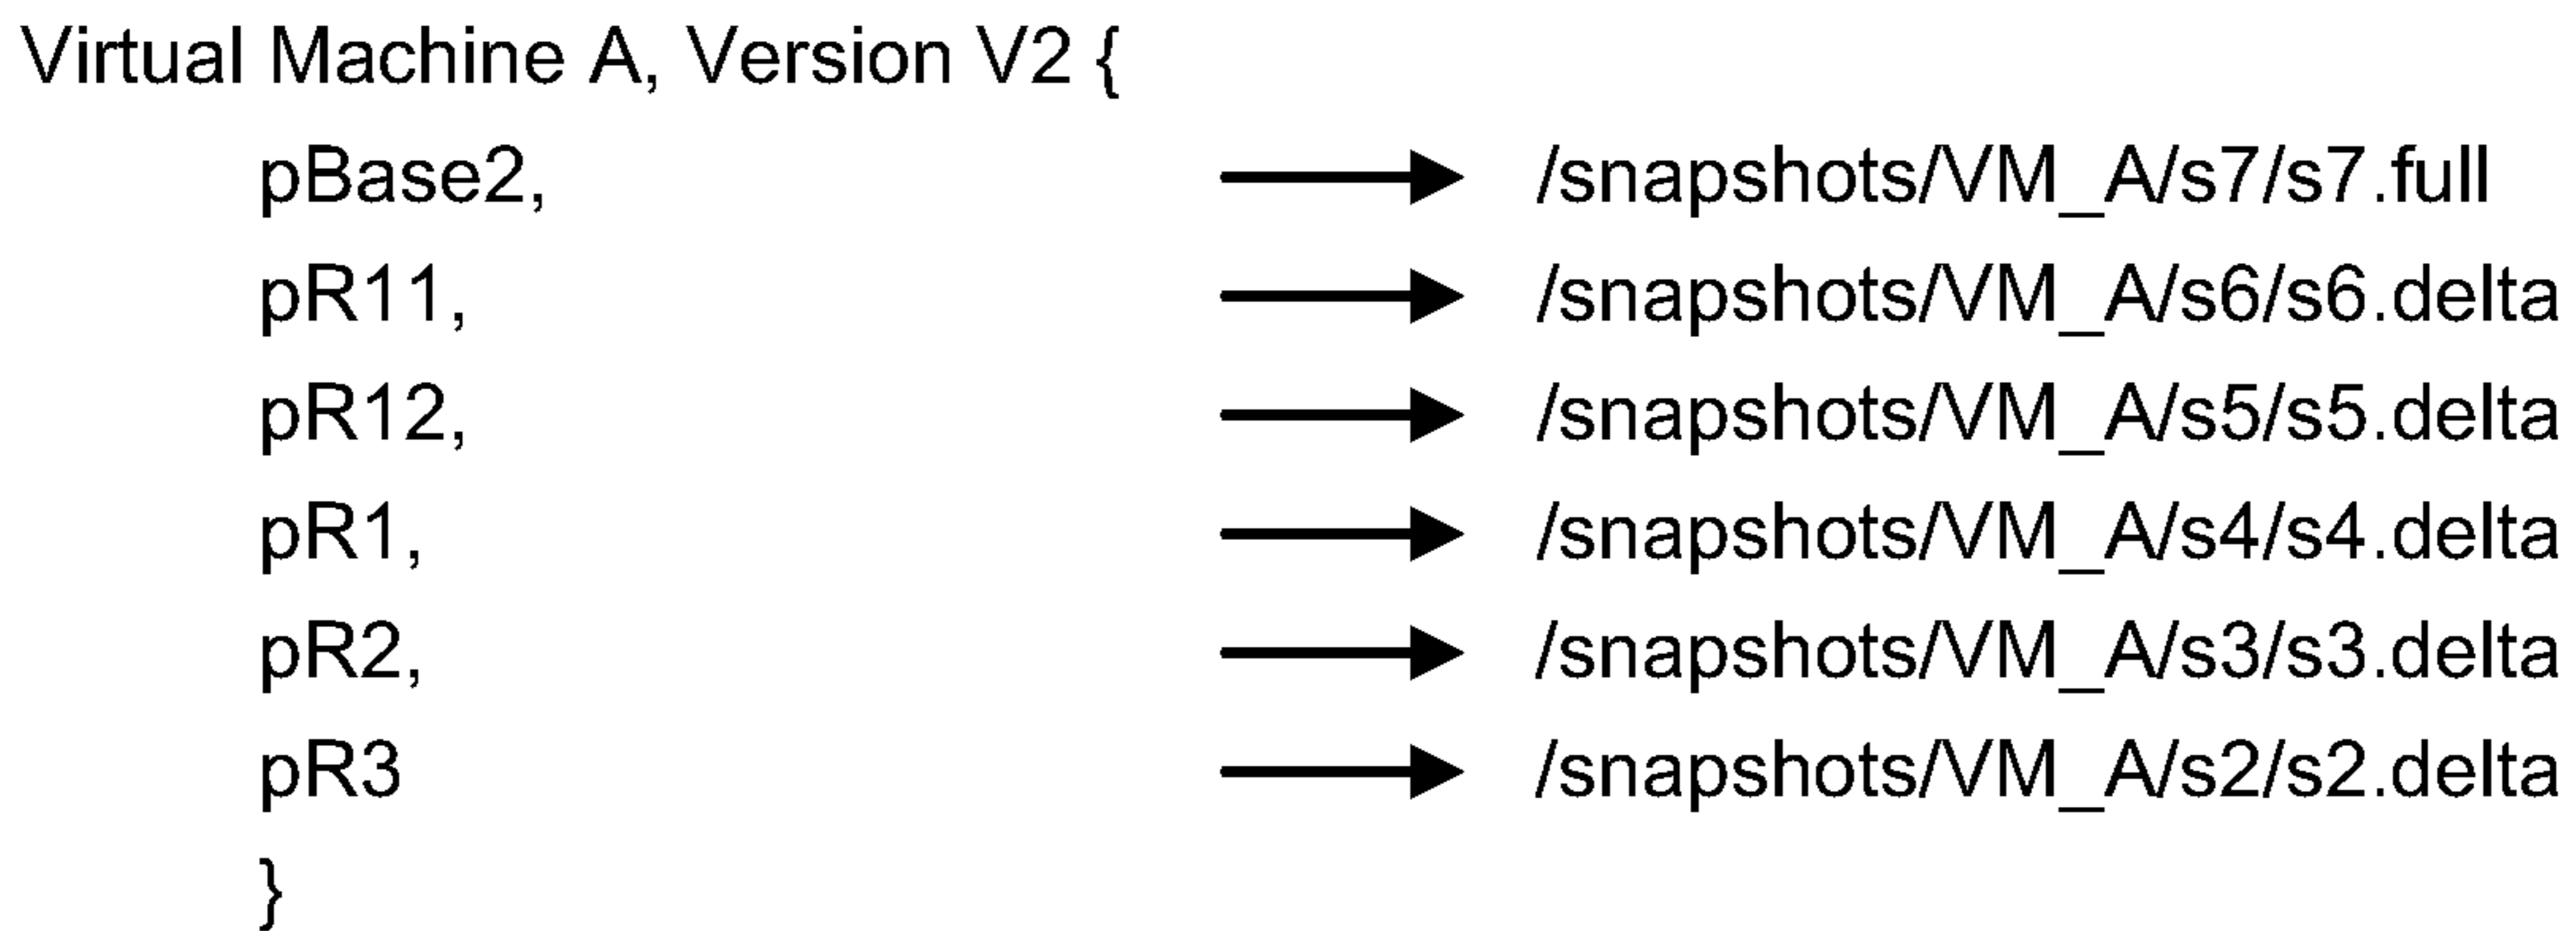 Virtual Machine A, Version V2 {
pBase2, /snapshots/VM_A/s7/s7.full
pR11, /snapshots/VM_A/s6/s6.delta
pR12, /snapshots/VM_A/s5/s5.delta
pR1, /snapshots/VM_A/s4/s4.delta
pR2, /snapshots/VM_A/s3/s3.delta
pR3 /snapshots/VM_A/s2/s2.delta
}